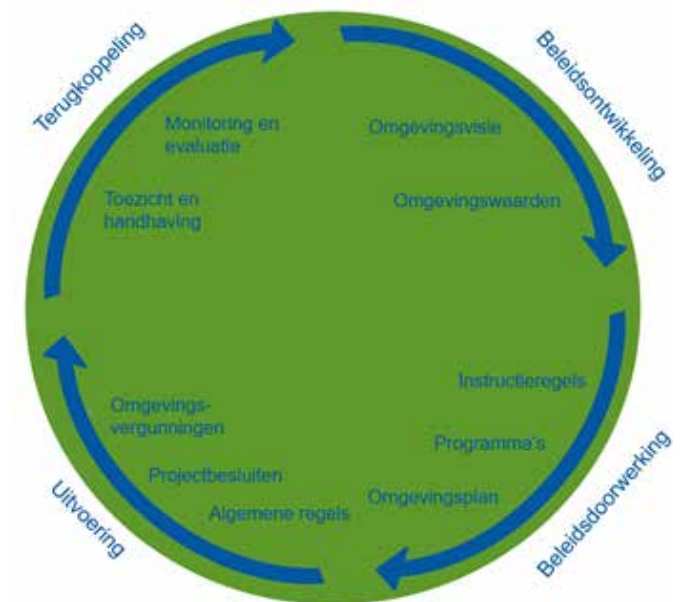 Terugkoppeling
Beleidsontwikkeling
Monitoring en
evaluatie
Toezicht en
handhaving
Omgevingsvisie
Omgevingswaarden
Instructieregels
Programma's
Omgevingsplan
Omgevings-
vergunningen
Projectbesluiten
Algemene regels
Uitvoering
Beleidsdoorwerking